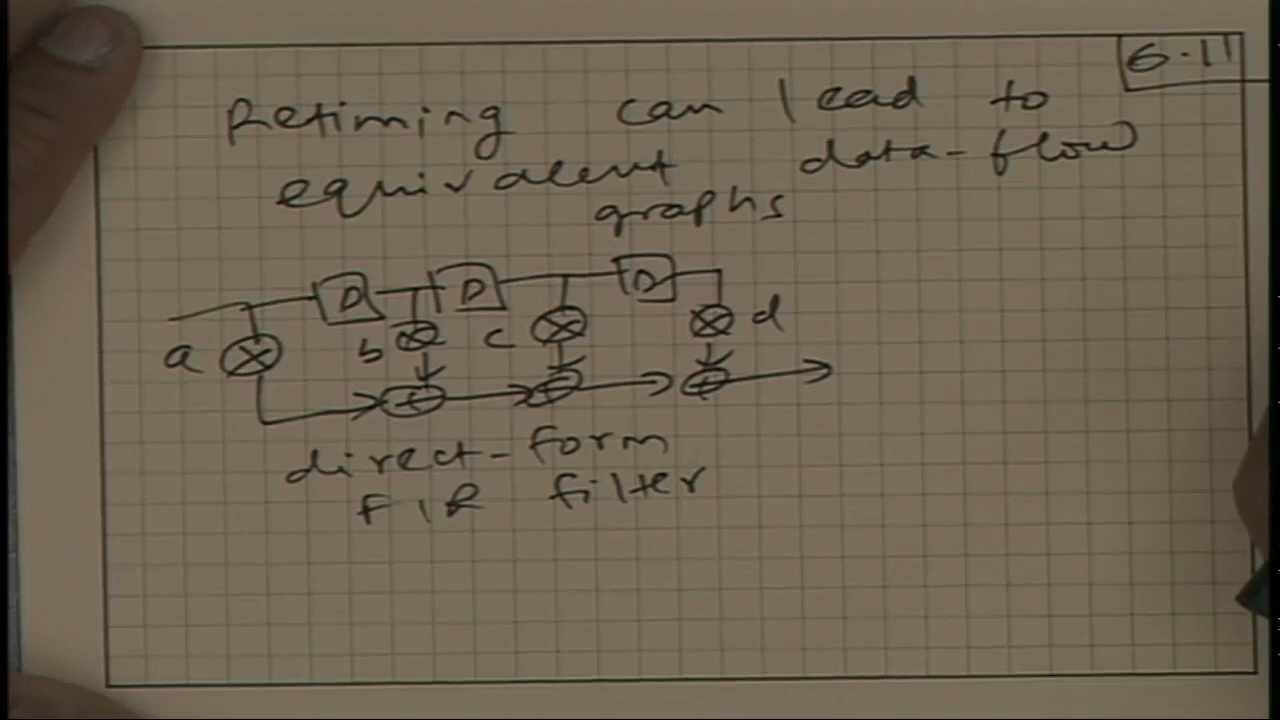 6.11
Retiming can lead to
equivalent data-flow
graphs
D D D
a b c d
direct-form
FIR filter